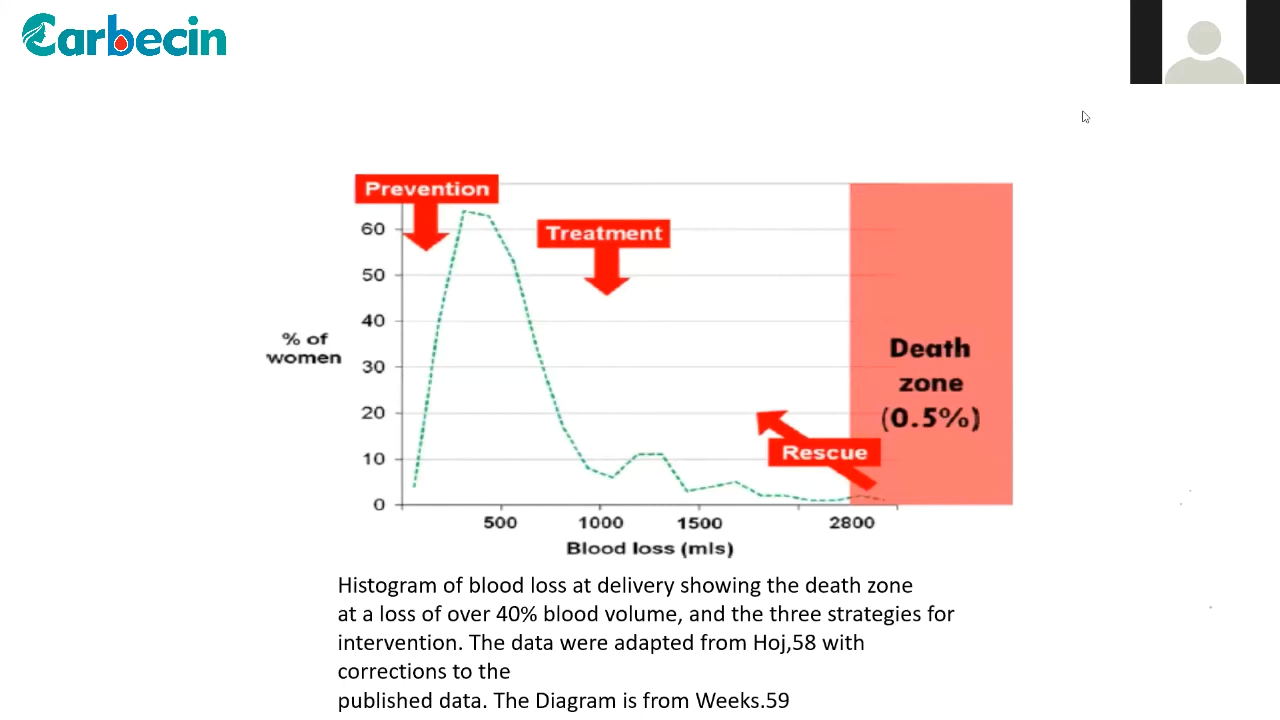 Carbecin
Prevention
Treatment
60
50
40
30
20
10
0
% of
women
Death
zone
(0.5%)
Rescue
500 1000 1500 2800
Blood loss (mls)
Histogram of blood loss at delivery showing the death zone
at a loss of over 40% blood volume, and the three strategies for
intervention. The data were adapted from Hoj,58 with
corrections to the
published data. The Diagram is from Weeks.59